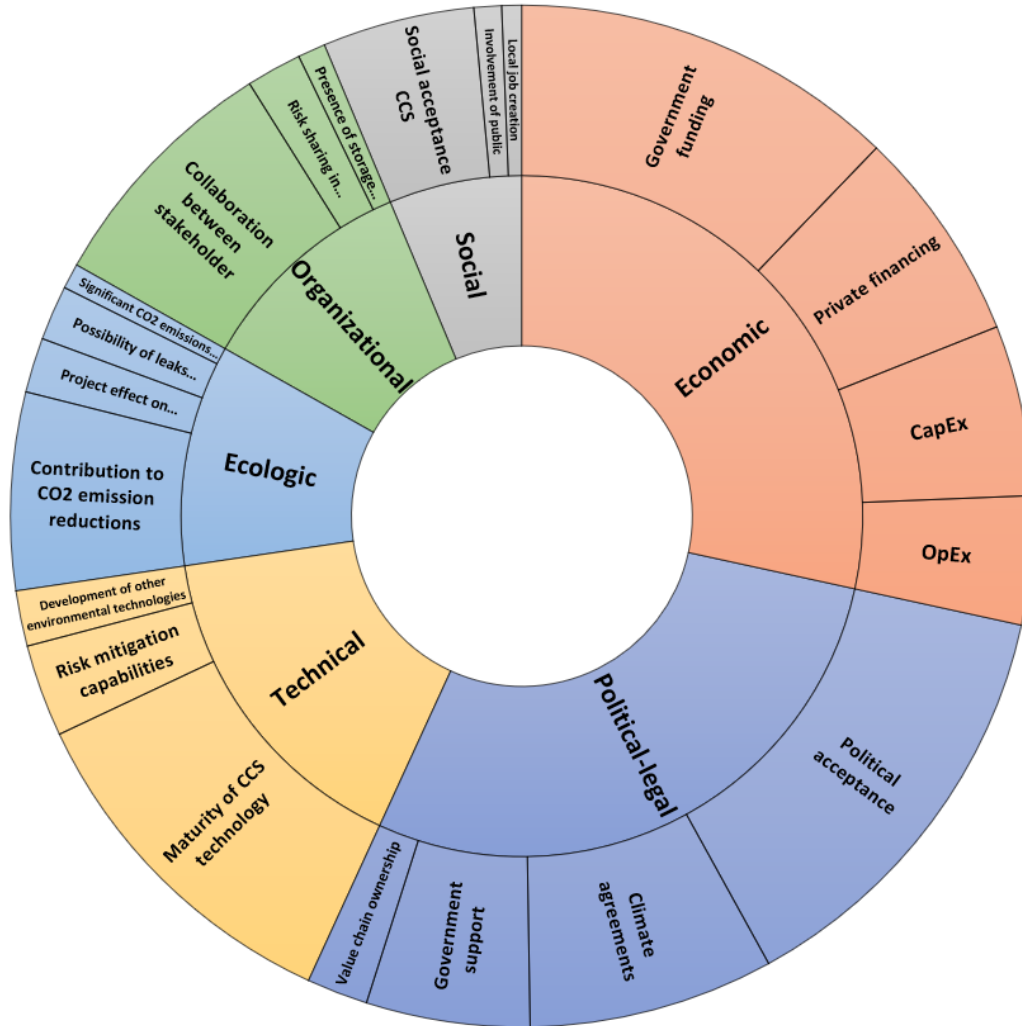 Government
funding
Private financing
CapEx
OpEx
Economic
Political
acceptance
Climate
agreements
Government
support
Value chain ownership
Political-legal
Maturity of CCS
technology
Risk mitigation
capabilities
Development of other
environmental technologies
Technical
Contribution to
CO2 emission
reductions
Project effect on...
Possibility of leaks...
Significant CO2 emissions...
Ecologic
Collaboration
between
stakeholder
Risk sharing in...
Presence of storage...
Organizational
Social acceptance
CCS
Involvement of public
Local job creation
Social